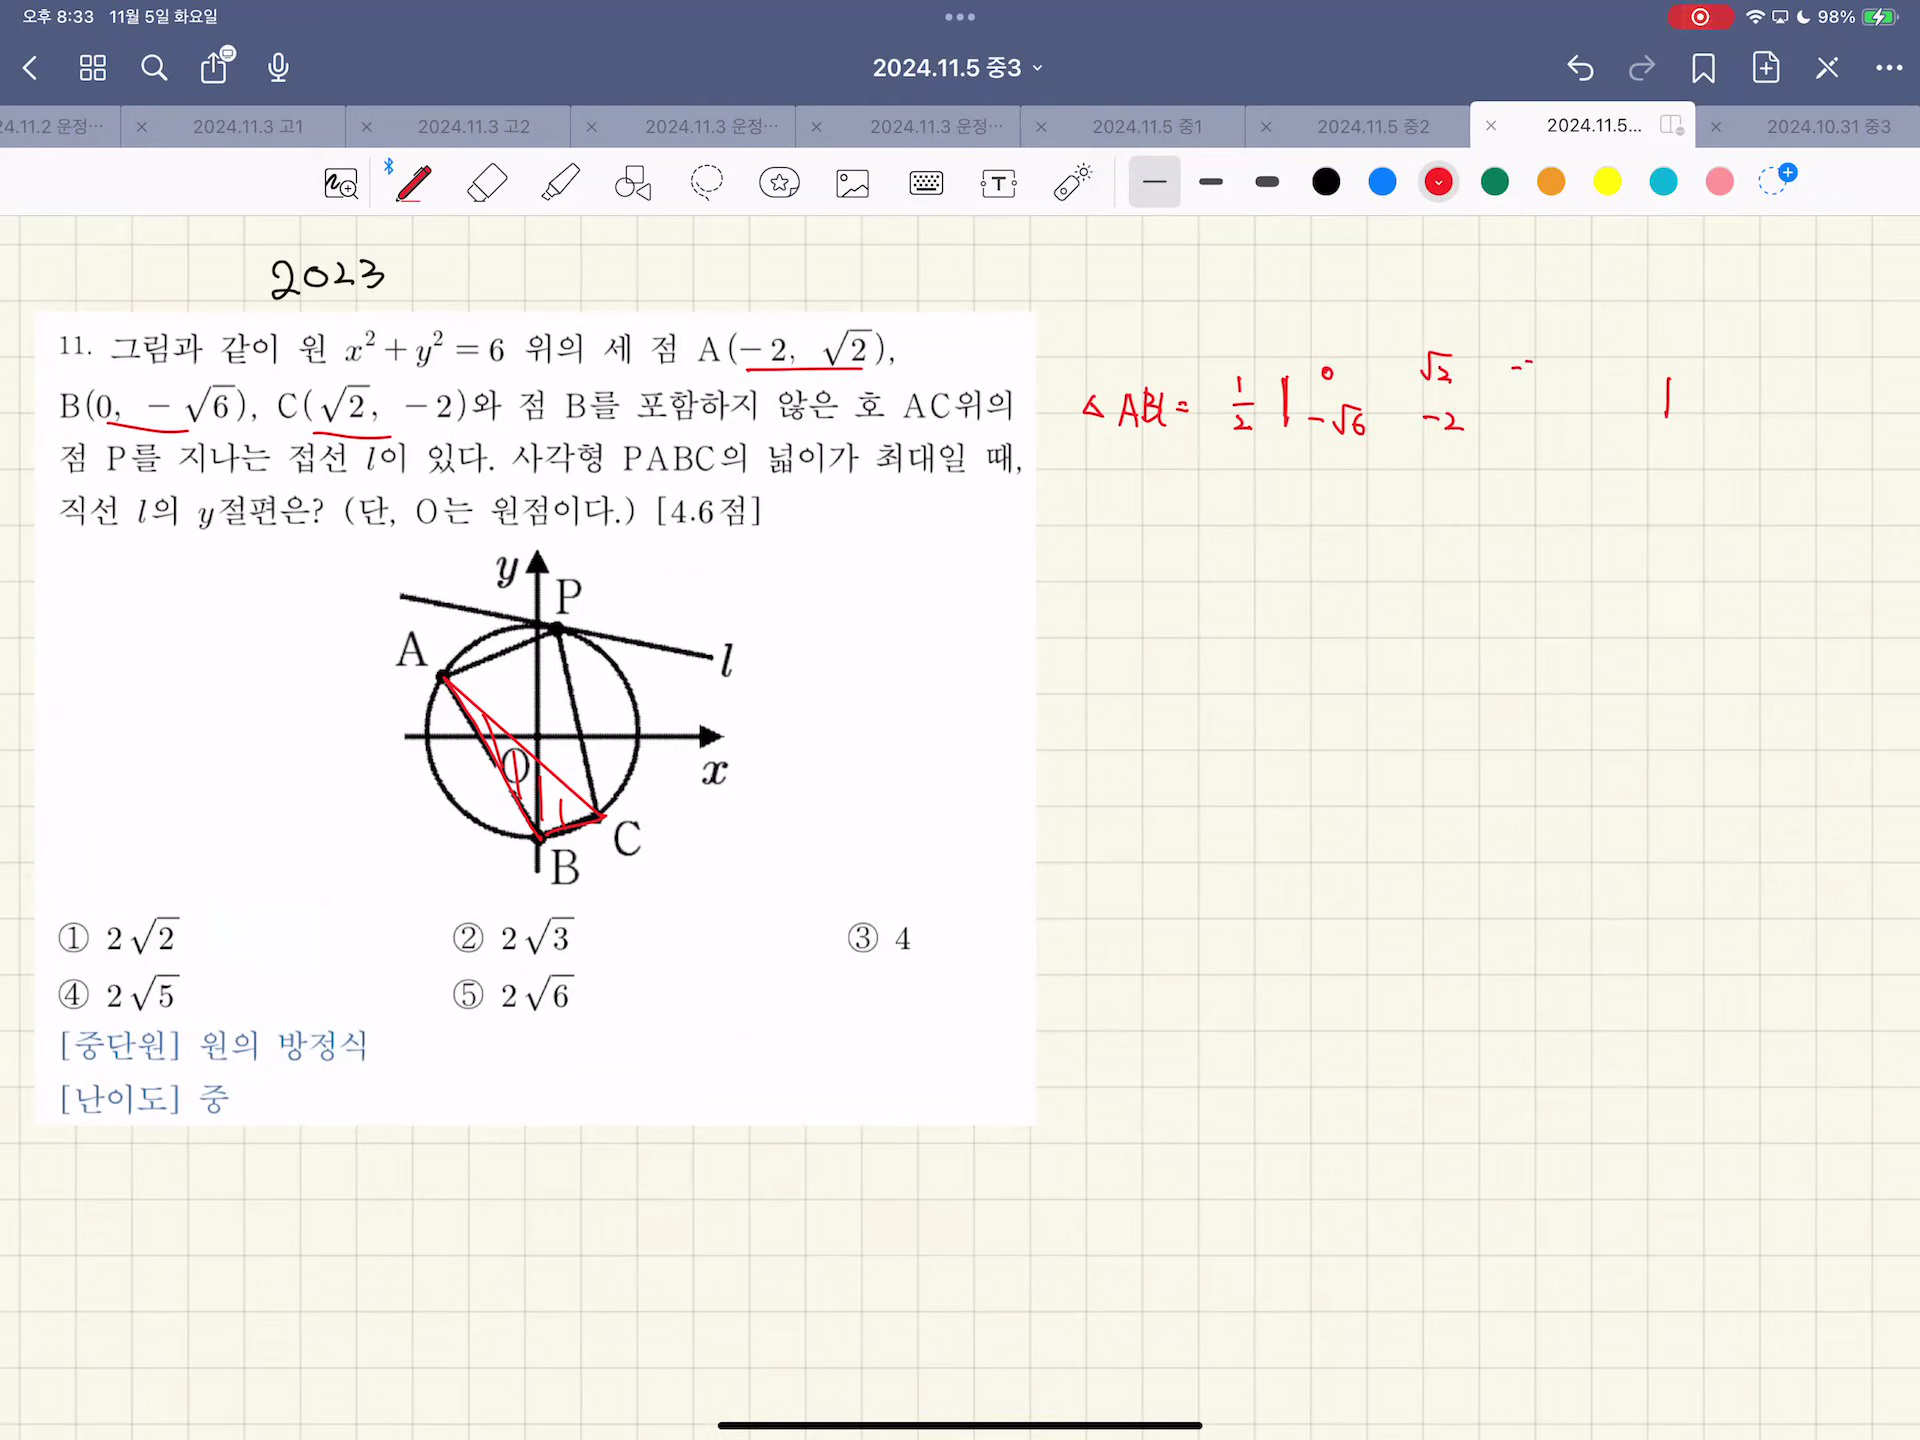 오후 8:33 11월 5일 화요일
98%
2024.11.5 중3
24.11.2 운정… 2024.11.3 고1 2024.11.3 고2 2024.11.3 운정… 2024.11.3 운정… 2024.11.5 중1 2024.11.5 중2 2024.11.5... 2024.10.31 중3
2023
11. 그림과 같이 원 x²+y²=6 위의 세 점 A(−2, √2),
B(0, −√6), C(√2, −2)와 점 B를 포함하지 않은 호 AC위의
점 P를 지나는 접선 l이 있다. 사각형 PABC의 넓이가 최대일 때,
직선 l의 y절편은? (단, O는 원점이다.) [4.6점]
y
P
A
l
O
x
C
B
① 2√2 ② 2√3 ③ 4
④ 2√5 ⑤ 2√6
[중단원] 원의 방정식
[난이도] 중
△ABC = 1/2 | 0 √2 |
−√6 −2